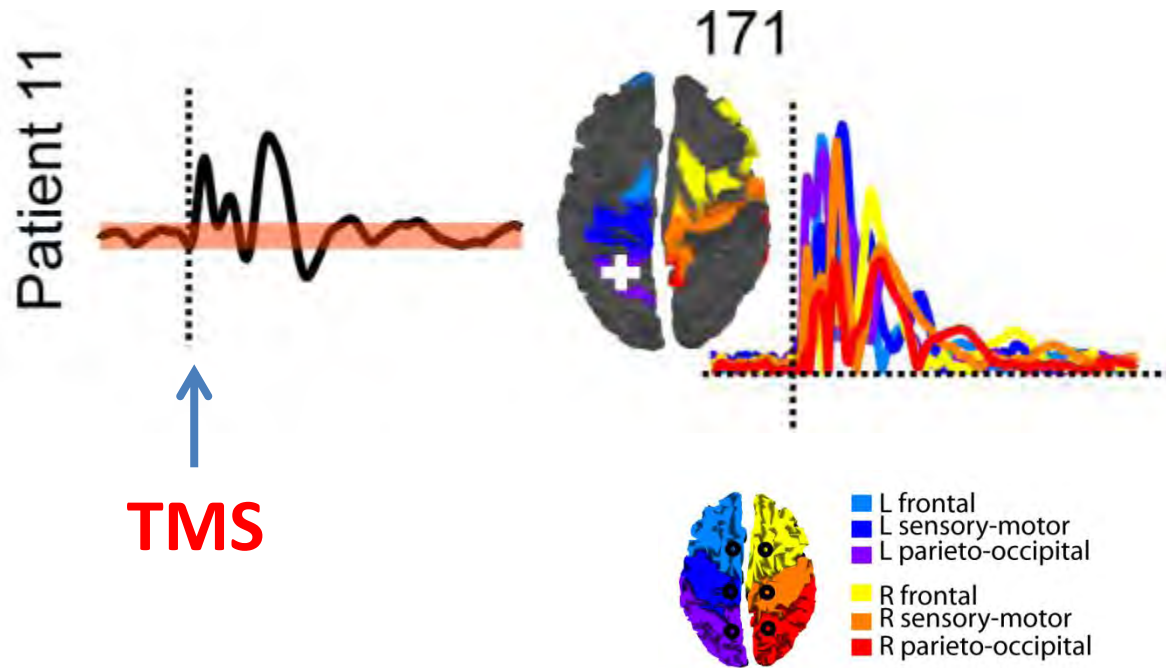 Patient 11
171
TMS
L frontal
L sensory-motor
L parieto-occipital
R frontal
R sensory-motor
R parieto-occipital